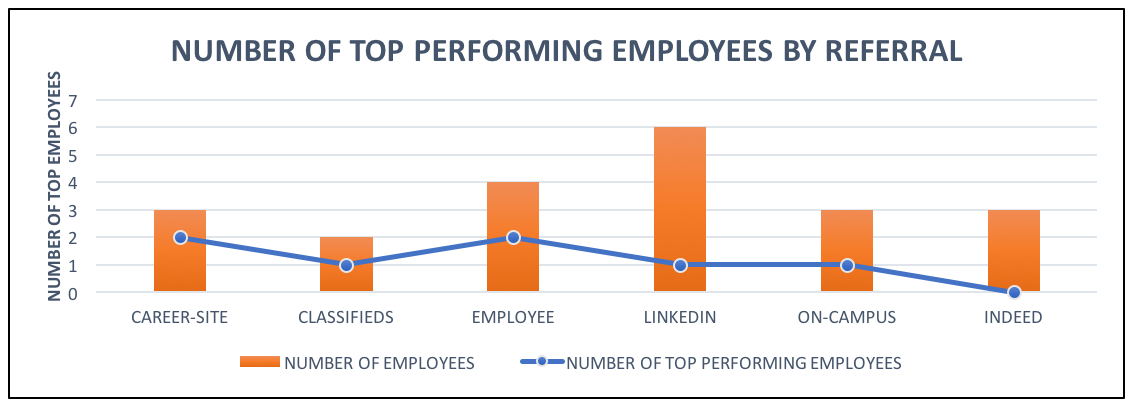 NUMBER OF TOP PERFORMING EMPLOYEES BY REFERRAL
NUMBER OF TOP EMPLOYEES
7
6
5
4
3
2
1
0
CAREER-SITE CLASSIFIEDS EMPLOYEE LINKEDIN ON-CAMPUS INDEED
NUMBER OF EMPLOYEES NUMBER OF TOP PERFORMING EMPLOYEES